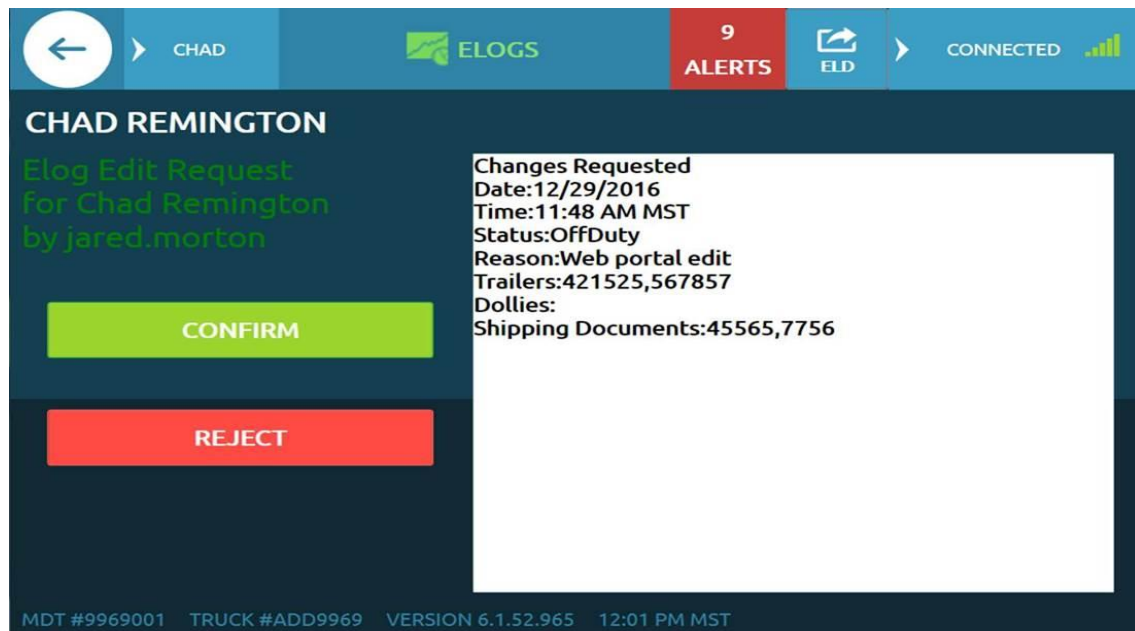 CHAD
ELOGS
9
ALERTS
ELD
CONNECTED
CHAD REMINGTON
Elog Edit Request
for Chad Remington
by jared.morton
CONFIRM
REJECT
Changes Requested
Date:12/29/2016
Time:11:48 AM MST
Status:OffDuty
Reason:Web portal edit
Trailers:421525,567857
Dollies:
Shipping Documents:45565,7756
MDT #9969001 TRUCK #ADD9969 VERSION 6.1.52.965 12:01 PM MST